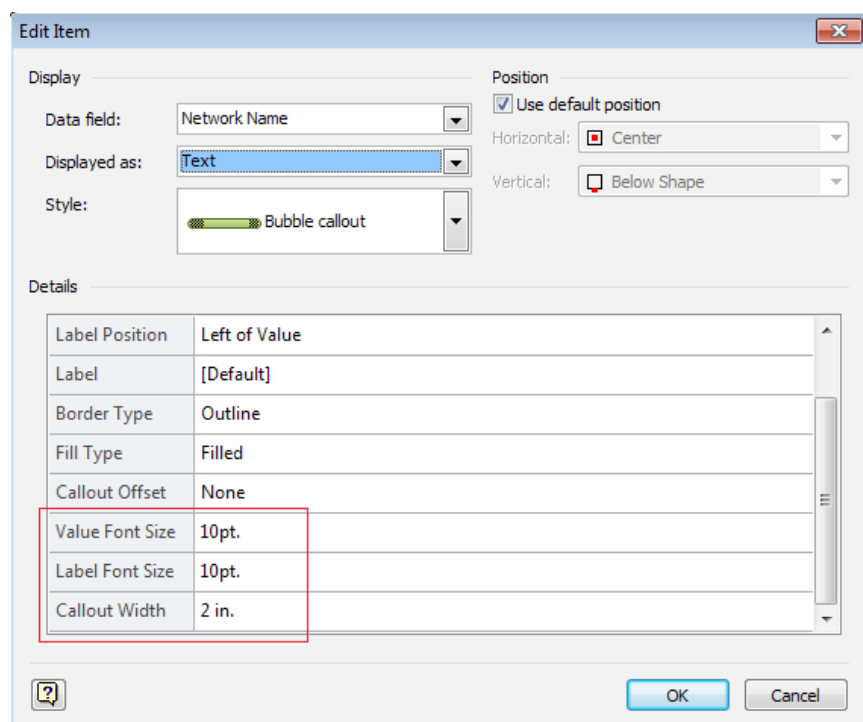 Edit Item
Display
Data field: Network Name
Displayed as: Text
Style: Bubble callout
Position
Use default position
Horizontal: Center
Vertical: Below Shape
Details
Label Position Left of Value
Label [Default]
Border Type Outline
Fill Type Filled
Callout Offset None
Value Font Size 10pt.
Label Font Size 10pt.
Callout Width 2 in.
?
OK Cancel